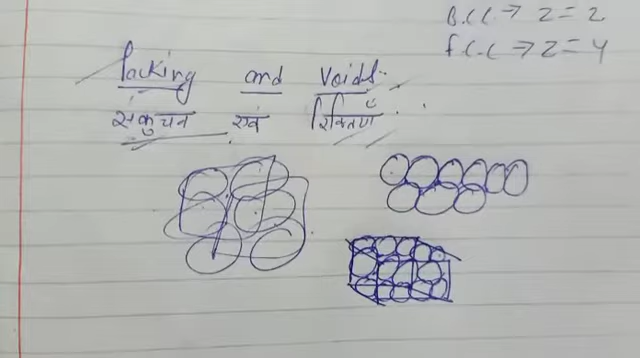 B.C.C → Z = 2
F.C.C → Z = 4
Packing and Voids.
संकुचन एवं रिक्तियाँ